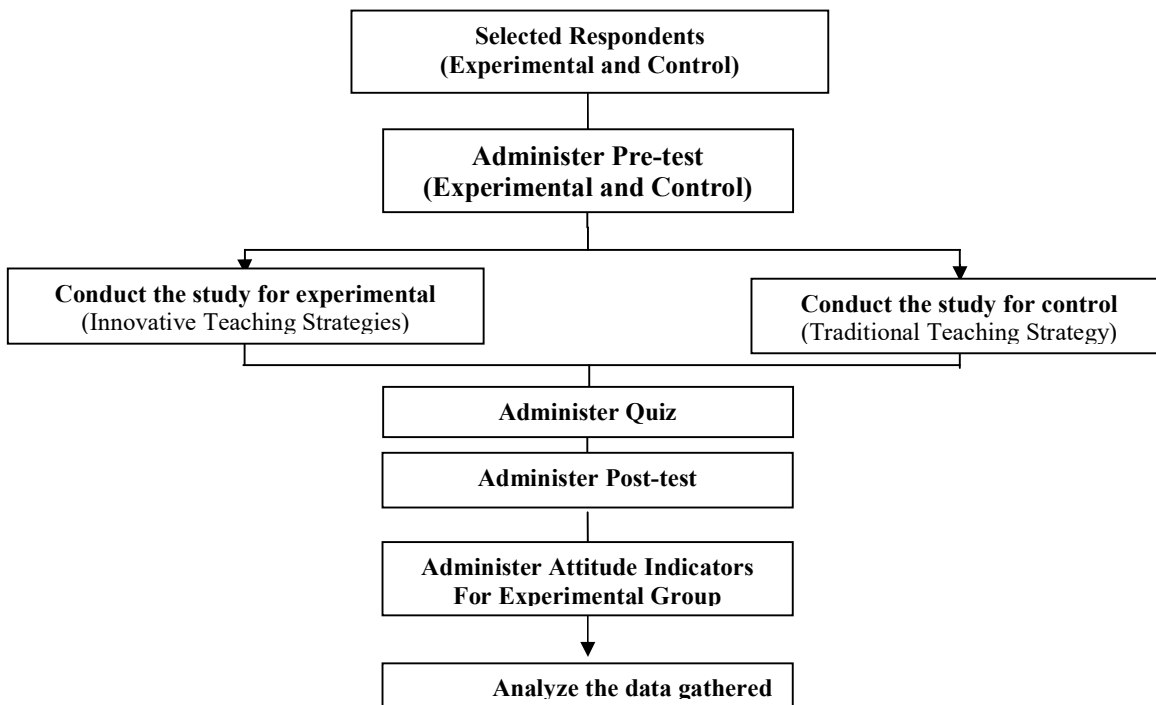 Selected Respondents
(Experimental and Control)
Administer Pre-test
(Experimental and Control)
Conduct the study for experimental
(Innovative Teaching Strategies)
Conduct the study for control
(Traditional Teaching Strategy)
Administer Quiz
Administer Post-test
Administer Attitude Indicators
For Experimental Group
Analyze the data gathered